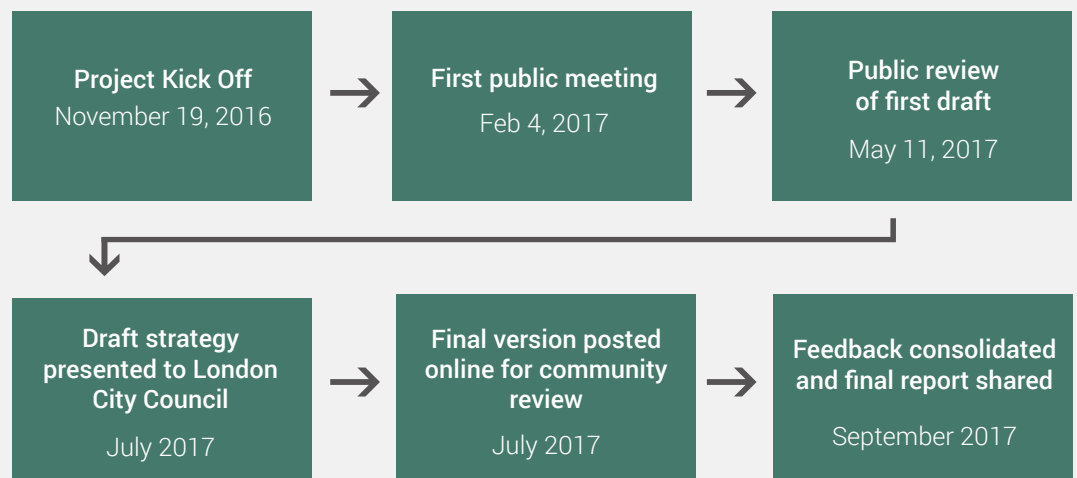 Project Kick Off
November 19, 2016
First public meeting
Feb 4, 2017
Public review
of first draft
May 11, 2017
Draft strategy
presented to London
City Council
July 2017
Final version posted
online for community
review
July 2017
Feedback consolidated
and final report shared
September 2017